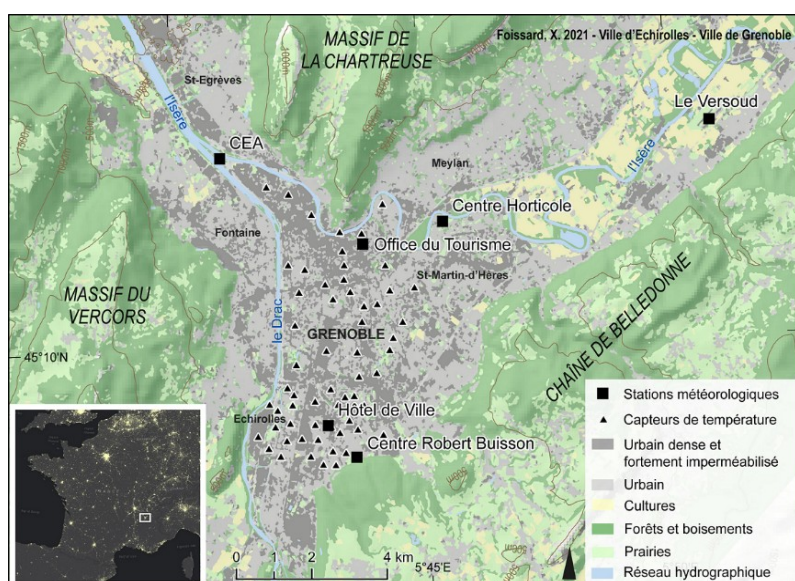 Foissard, X. 2021 - Ville d'Echirolles - Ville de Grenoble
MASSIF DE
LA CHARTREUSE
1000m
St-Egrèves
l'Isère
Le Versoud
CEA
Meylan
l'Isère
1500m
Centre Horticole
Fontaine
Office du Tourisme
St-Martin-d'Hères
MASSIF DU
VERCORS
le Drac
GRENOBLE
CHAÎNE DE BELLEDONNE
45°10'N
Stations météorologiques
Capteurs de température
Urbain dense et
fortement imperméabilisé
Urbain
Cultures
Forêts et boisements
Prairies
Réseau hydrographique
Echirolles
Hôtel de Ville
Centre Robert Buisson
500m
0 2 4 km
5°45'E